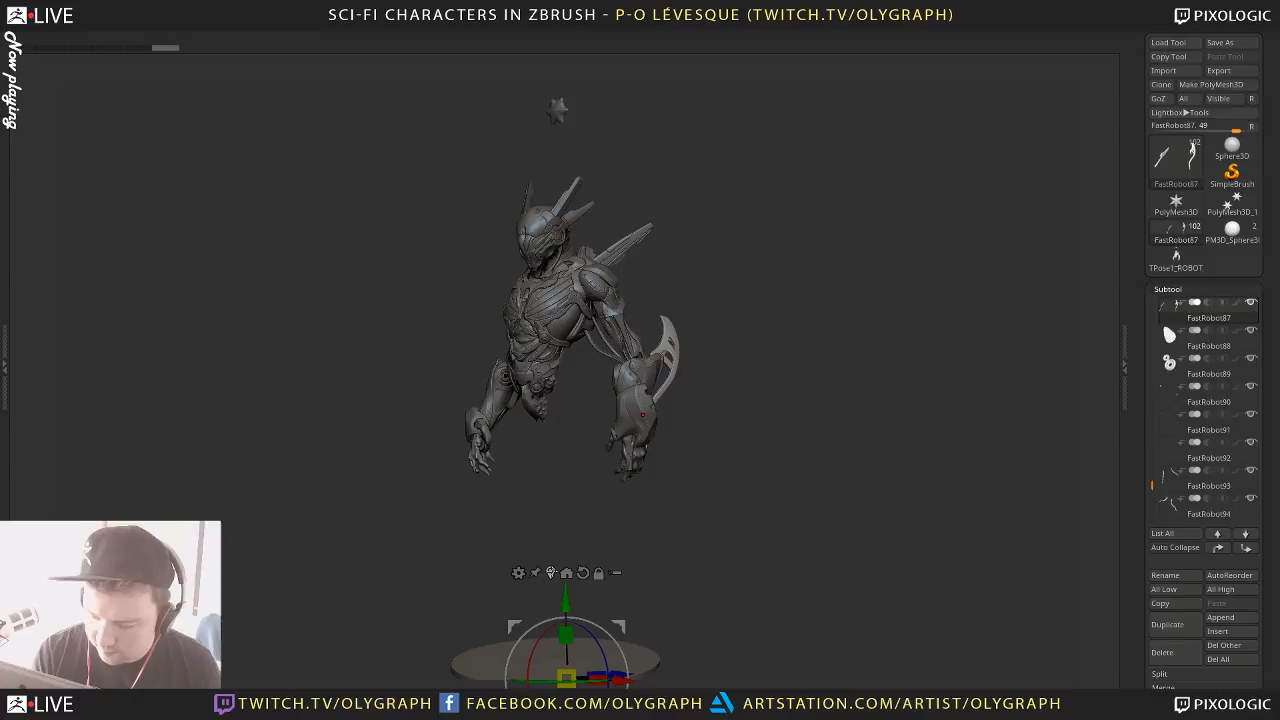 LIVE
SCI-FI CHARACTERS IN ZBRUSH - P-O LÉVESQUE (TWITCH.TV/OLYGRAPH)
PIXOLOGIC
Now playing
Load Tool Save As
Copy Tool Paste Tool
Import Export
Clone Make PolyMesh3D
GoZ All Visible R
Lightbox▶Tools
FastRobot87. 49 R
102
Sphere3D
FastRobot87 SimpleBrush
PolyMesh3D PolyMesh3D_1
102 2
FastRobot87 PM3D_Sphere3
TPose1_ROBOT
Subtool
FastRobot87
FastRobot88
FastRobot89
FastRobot90
FastRobot91
FastRobot92
FastRobot93
FastRobot94
List All
Auto Collapse
Rename AutoReorder
All Low All High
Copy Paste
Duplicate Append
Insert
Delete Del Other
Del All
Split
Merge
LIVE
TWITCH.TV/OLYGRAPH FACEBOOK.COM/OLYGRAPH ARTSTATION.COM/ARTIST/OLYGRAPH
PIXOLOGIC